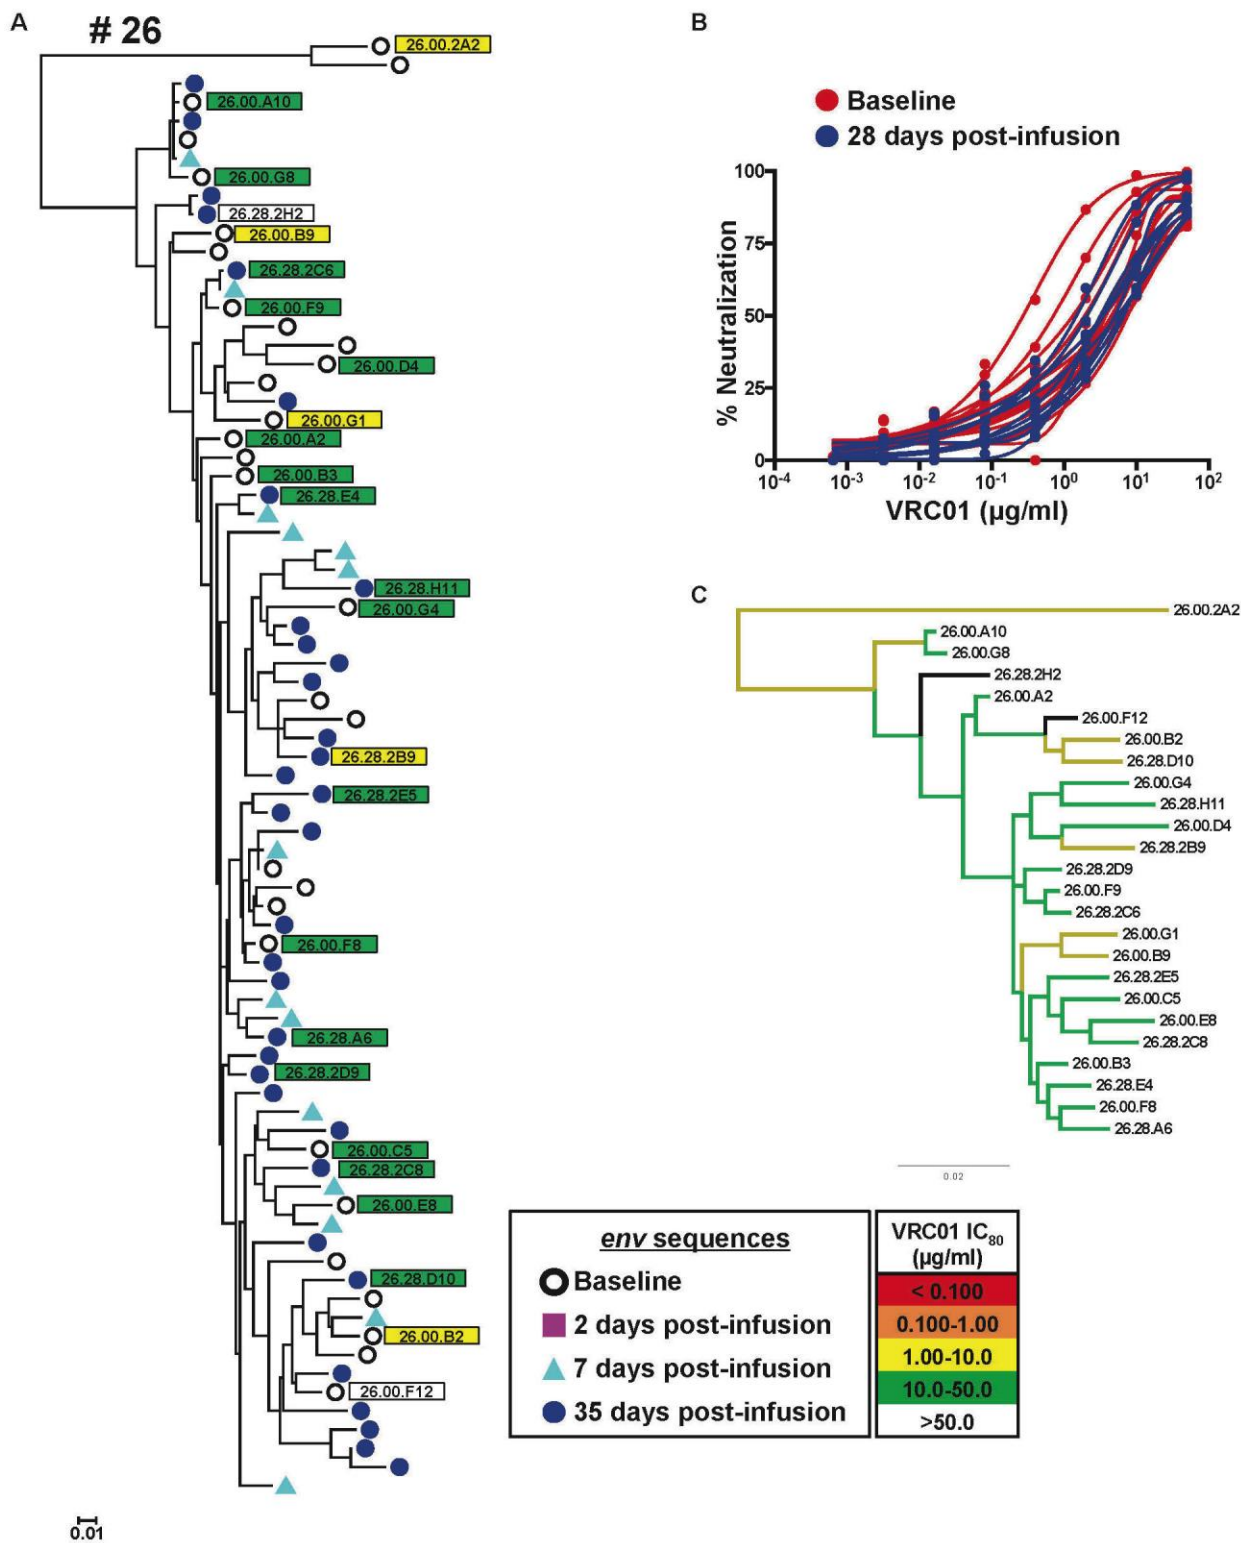 A
# 26
26.00.2A2
26.00.A10
26.00.G8
26.28.2H2
26.00.B9
26.28.2C6
26.00.F9
26.00.D4
26.00.G1
26.00.A2
26.00.B3
26.28.E4
26.28.H11
26.00.G4
26.28.2B9
26.28.2E5
26.00.F8
26.28.A6
26.28.2D9
26.00.C5
26.28.2C8
26.00.E8
26.28.D10
26.00.B2
26.00.F12
0.01
B
Baseline
28 days post-infusion
% Neutralization
100
75
50
25
0
10-4
10-3
10-2
10-1
100
101
102
VRC01 (µg/ml)
C
26.00.2A2
26.00.A10
26.00.G8
26.28.2H2
26.00.A2
26.00.F12
26.00.B2
26.28.D10
26.00.G4
26.28.H11
26.00.D4
26.28.2B9
26.28.2D9
26.00.F9
26.28.2C6
26.00.G1
26.00.B9
26.28.2E5
26.00.C5
26.00.E8
26.28.2C8
26.00.B3
26.28.E4
26.00.F8
26.28.A6
0.02
env sequences
Baseline
2 days post-infusion
7 days post-infusion
35 days post-infusion
VRC01 IC80
(µg/ml)
< 0.100
0.100-1.00
1.00-10.0
10.0-50.0
>50.0